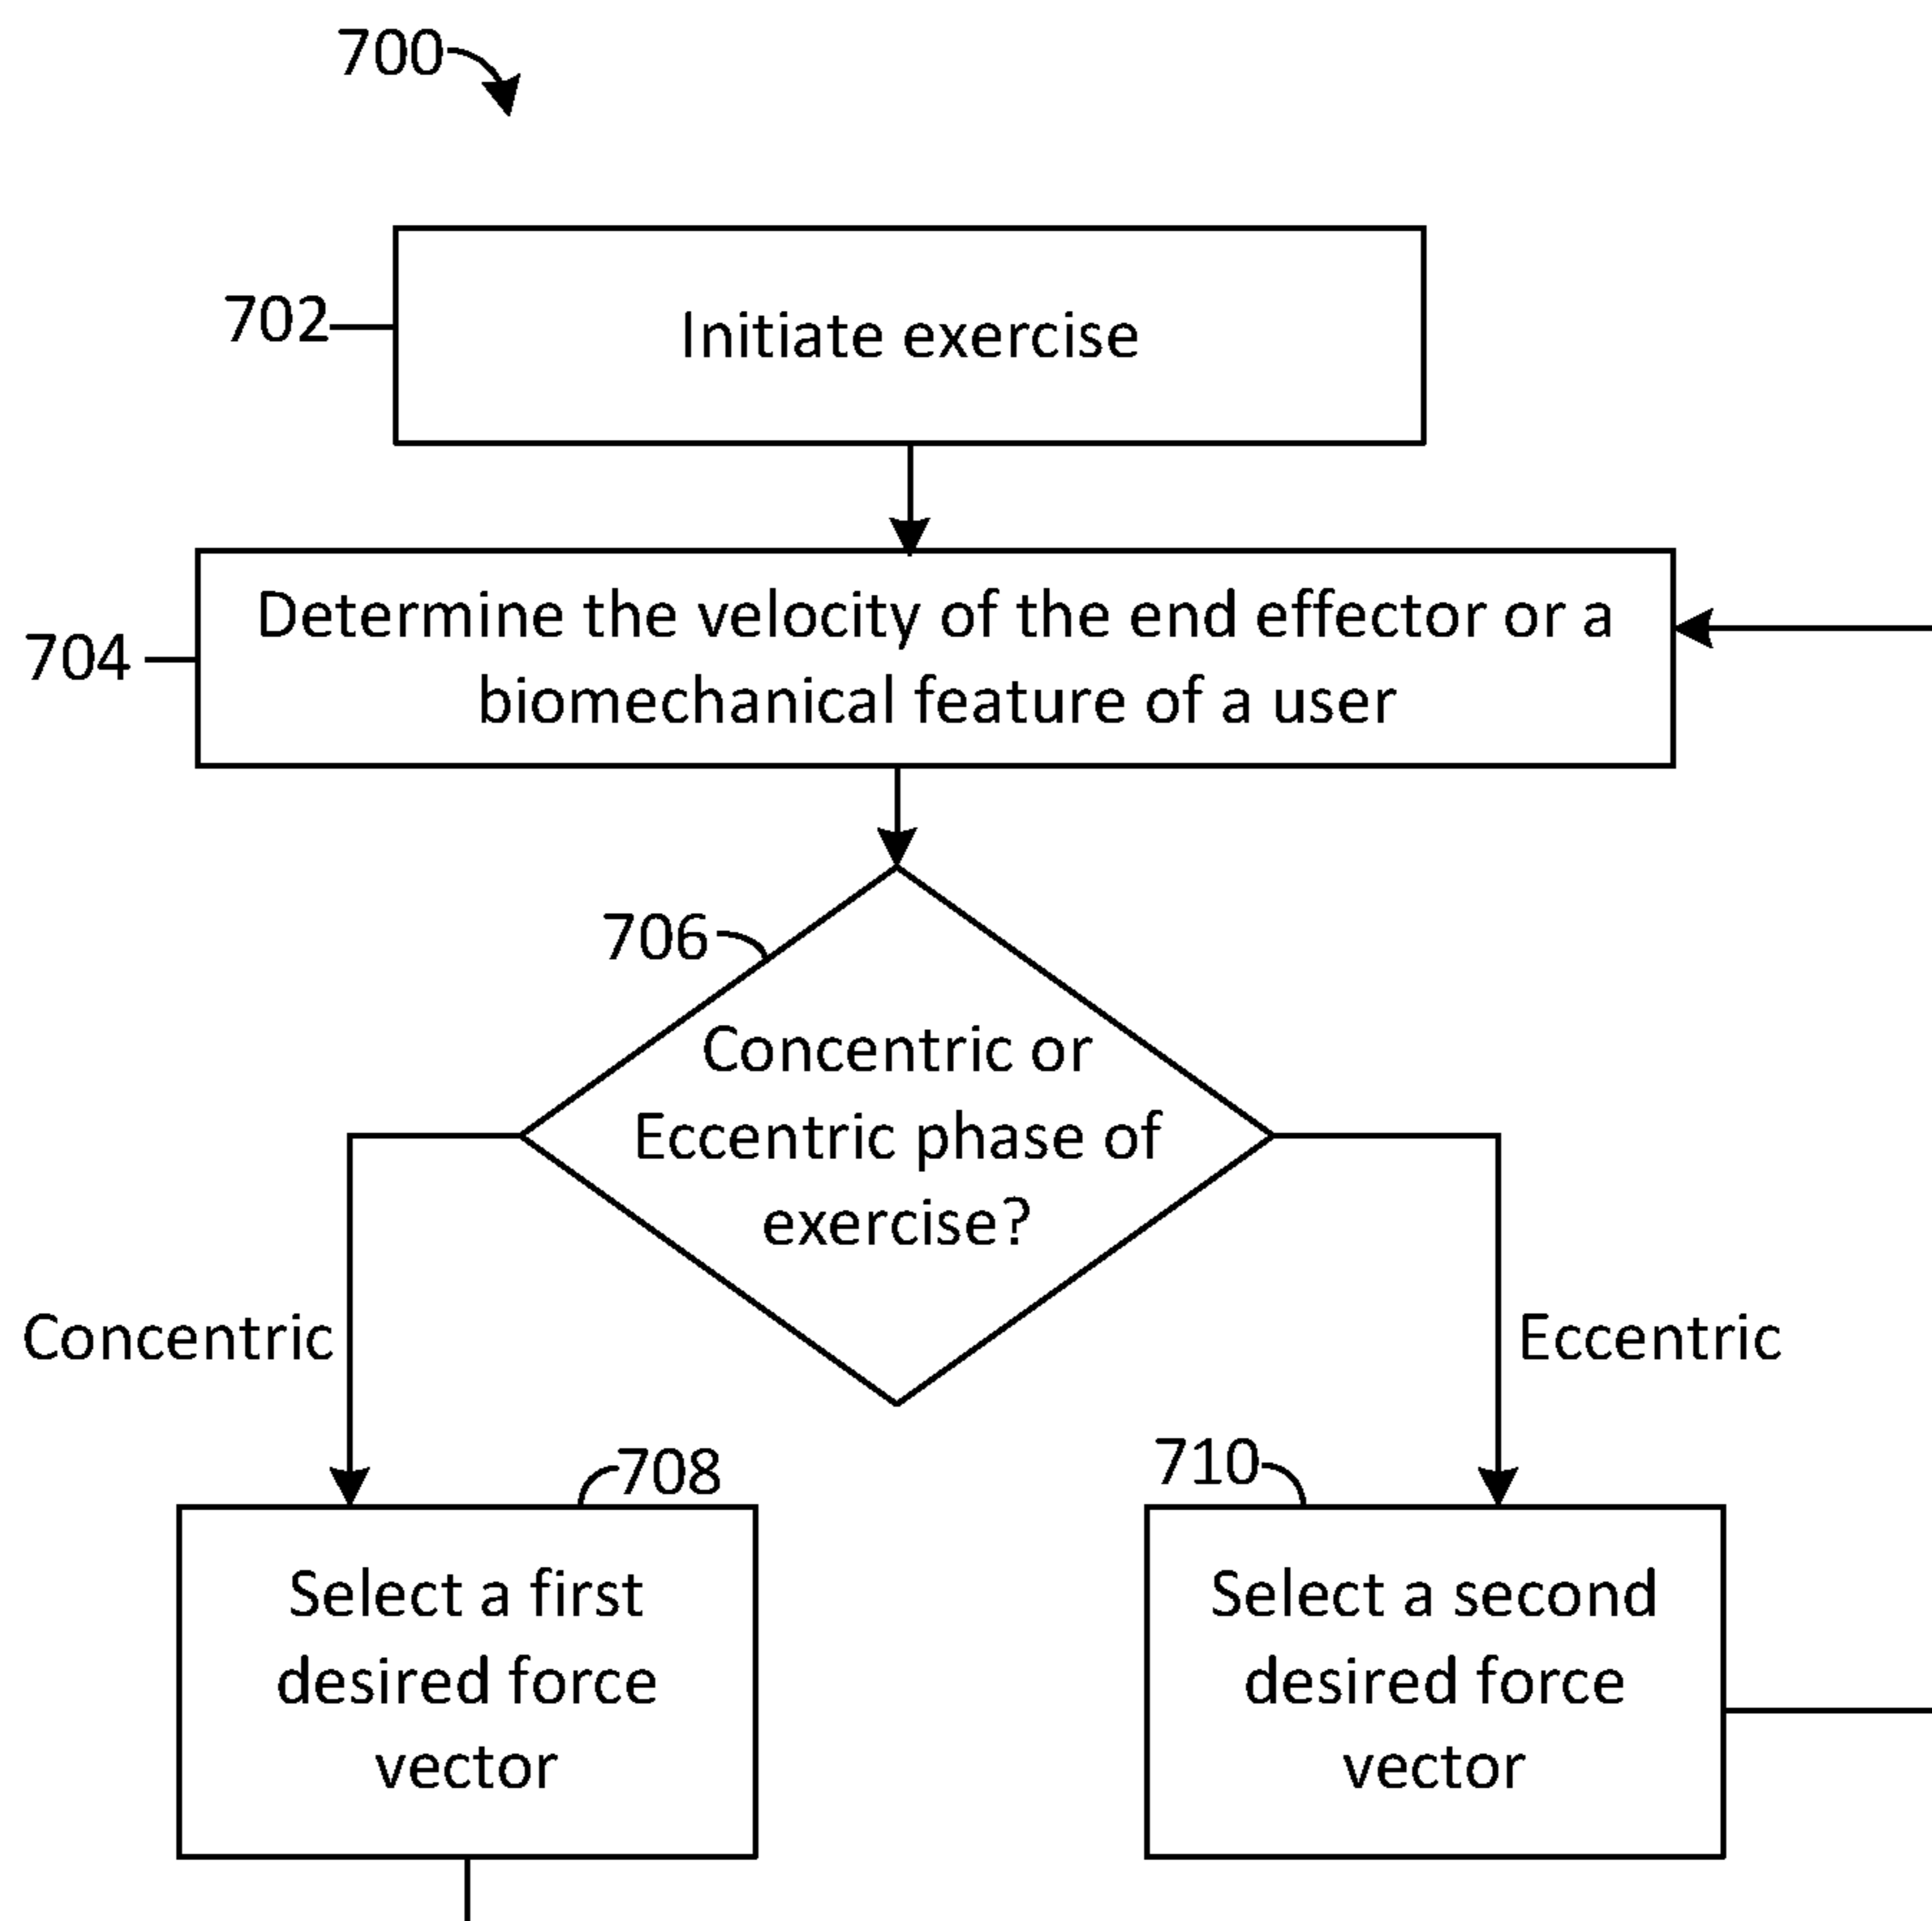 700
702
Initiate exercise
704
Determine the velocity of the end effector or a
biomechanical feature of a user
706
Concentric or
Eccentric phase of
exercise?
Concentric
Eccentric
708
710
Select a first
desired force
vector
Select a second
desired force
vector